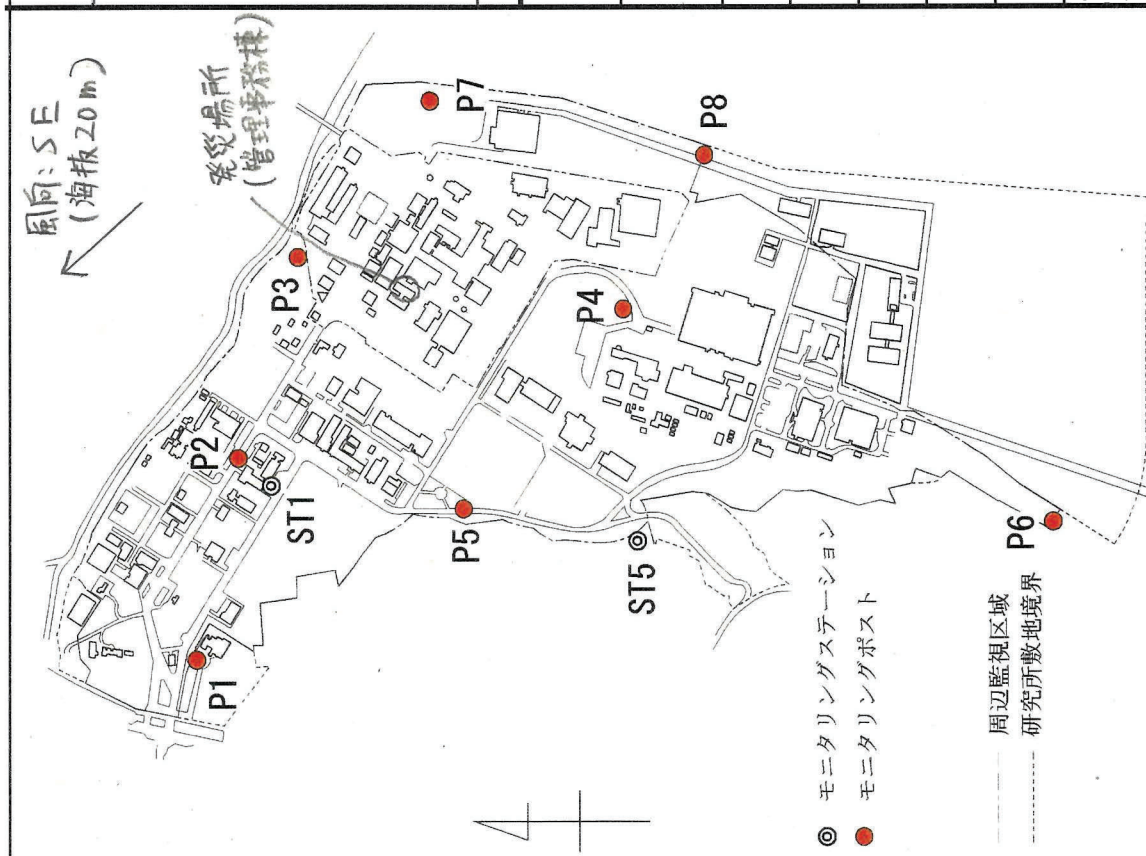 風向：SE
(海抜20m)
発災場所
(管理事務棟)
P7
P3
P8
P2
P4
ST1
P5
P1
ST5
P6
モニタリングステーション
モニタリングポスト
周辺監視区域
研究所敷地境界